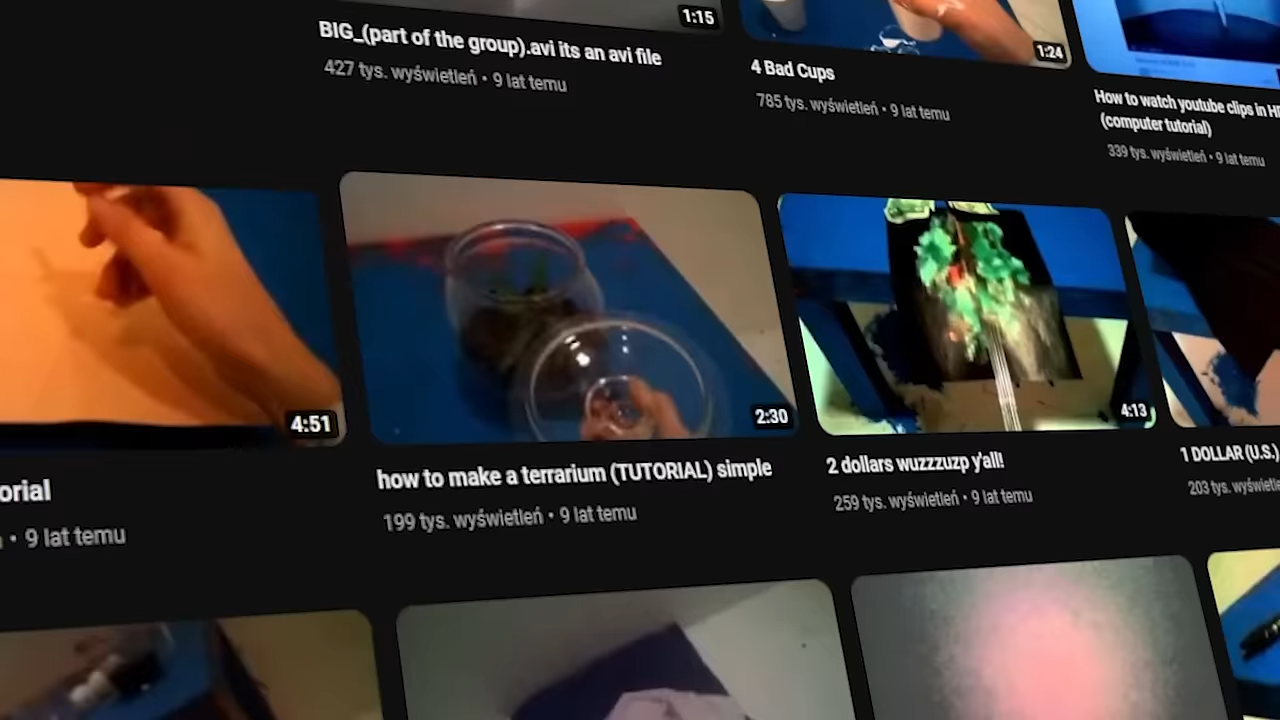 1:15
BIG_(part of the group).avi its an avi file
427 tys. wyświetleń • 9 lat temu
1:24
4 Bad Cups
785 tys. wyświetleń • 9 lat temu
How to watch youtube clips in
(computer tutorial)
339 tys. wyświetleń • 9 lat temu
4:51
orial
• 9 lat temu
2:30
how to make a terrarium (TUTORIAL) simple
199 tys. wyświetleń • 9 lat temu
4:13
2 dollars wuzzzuzp y'all!
259 tys. wyświetleń • 9 lat temu
1 DOLLAR (U.S.)
203 tys. wyświetle